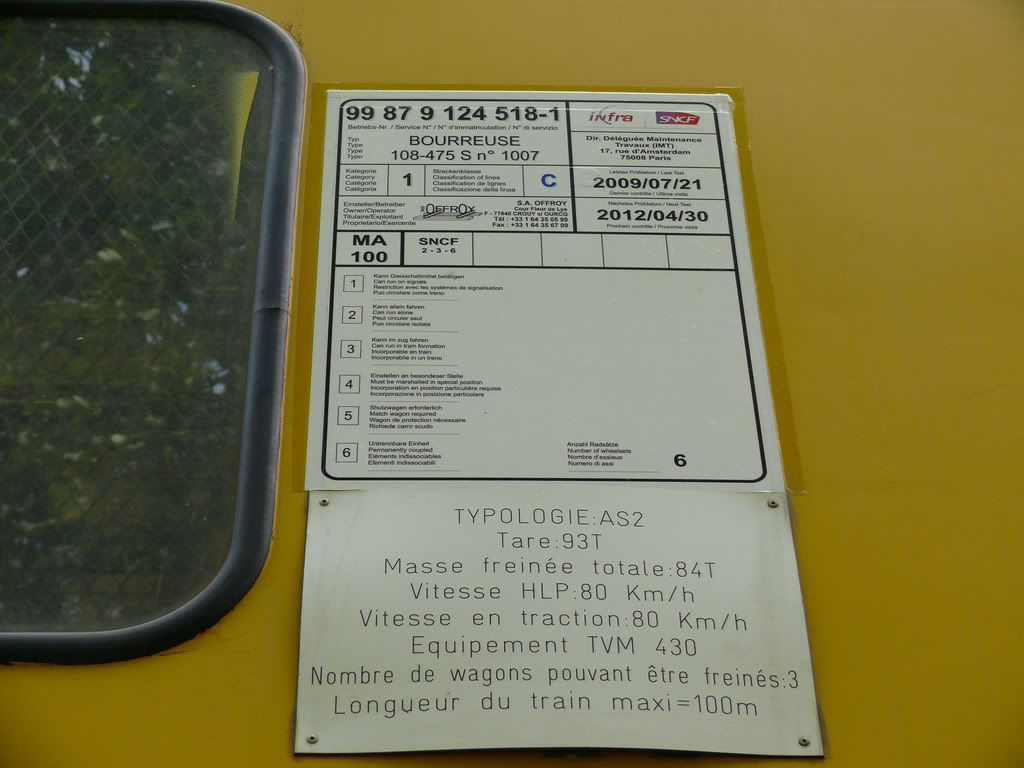 99 87 9 124 518-1
Betriebs-Nr. / Service N° / N° d'immatriculation / N° di servizio
infra SNCF
Typ
Type
Type
Tipo
BOURREUSE
108-475 S n° 1007
Dir. Déléguée Maintenance
Travaux (IMT)
17, rue d'Amsterdam
75008 Paris
Kategorie
Category
Catégorie
Catégoria
1
Streckenklasse
Classification of lines
Classification de lignes
Classificazione della linea
C
Letztes Prüfdatum / Last Test
2009/07/21
Dernier contrôle / Ultima visite
Einsteller/Betreiber
Owner/Operator
Titulaire/Exploitant
Proprietario/Esercente
OFFROY
S.A. OFFROY
Cour Fleur de Lys
F - 77840 CROUY s/ OURCQ
Tél : +33 1 64 35 65 99
Fax : +33 1 64 35 67 09
Nächstes Prüfdatum / Next Test
2012/04/30
Prochain contrôle / Procsima visite
MA
100
SNCF
2 - 3 - 6
1
Kann Gleisschaltmittel betätigen
Can run on signals
Restriction avec les systèmes de signalisation
Puo circolare come treno
2
Kann allein fahren
Can run alone
Peut circuler seul
Puo circolare isolata
3
Kann im zug fahren
Can run in train formation
Incorporable en train
Incorporabile in un treno
4
Einstellen an besondeser Stelle
Must be marshalled in special position
Incorporation en position particulière requise
Incorporazione in posizione particolare
5
Shutzwagen erforderlich
Match wagon required
Wagon de protection nécessaire
Richiede carro scudo
6
Untrennbare Einheit
Permanently coupled
Eléments indissociables
Elementi indissociabili
Anzahl Radsätze
Number of wheelsets
Nombre d'essieux
Numero di assi
6
TYPOLOGIE:AS2
Tare:93T
Masse freinée totale:84T
Vitesse HLP:80 Km/h
Vitesse en traction:80 Km/h
Equipement TVM 430
Nombre de wagons pouvant être freinés:3
Longueur du train maxi=100m